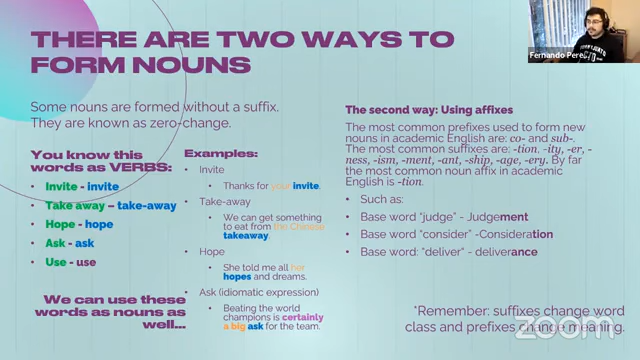 THERE ARE TWO WAYS TO
FORM NOUNS
Some nouns are formed without a suffix.
They are known as zero-change.
You know this
words as VERBS:
• Invite - invite
• Take away – take-away
• Hope - hope
• Ask - ask
• Use - use
We can use these
words as nouns as
well...
Examples:
• Invite
• Thanks for your invite.
• Take-away
• We can get something
to eat from the Chinese
takeaway.
• Hope
• She told me all her
hopes and dreams.
• Ask (idiomatic expression)
• Beating the world
champions is certainly
a big ask for the team.
The second way: Using affixes
The most common prefixes used to form new
nouns in academic English are: co- and sub-.
The most common suffixes are: -tion, -ity, -er, -
ness, -ism, -ment, -ant, -ship, -age, -ery. By far
the most common noun affix in academic
English is -tion.
• Such as:
• Base word "judge" - Judgement
• Base word "consider" -Consideration
• Base word: "deliver" - deliverance
*Remember: suffixes change word
class and prefixes change meaning.
zoom
Fernando Perez